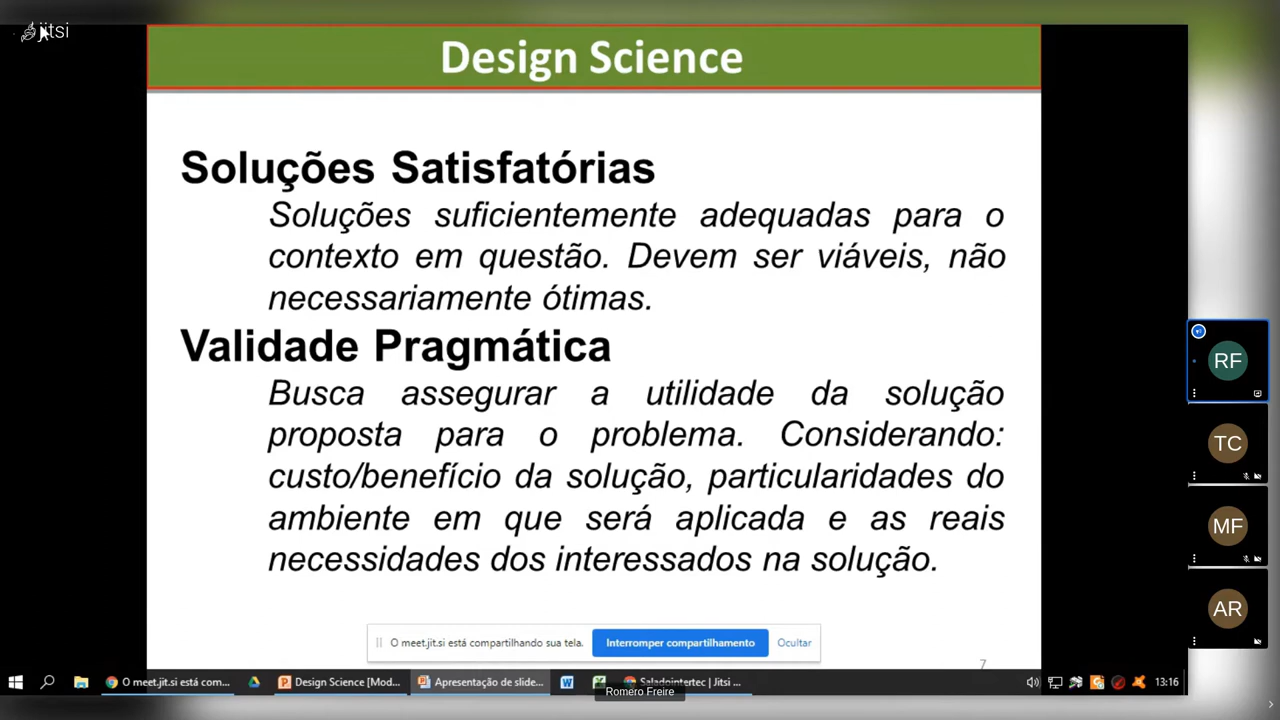 jitsi
Design Science
Soluções Satisfatórias
Soluções suficientemente adequadas para o
contexto em questão. Devem ser viáveis, não
necessariamente ótimas.
Validade Pragmática
Busca assegurar a utilidade da solução
proposta para o problema. Considerando:
custo/benefício da solução, particularidades do
ambiente em que será aplicada e as reais
necessidades dos interessados na solução.
RF
TC
MF
AR
O meet.jit.si está compartilhando sua tela.
Interromper compartilhamento
Ocultar
7
O meet.jit.si está com...
Design Science [Mod...
Apresentação de slide...
Saladointertec | Jitsi ...
13:16
Romero Freire